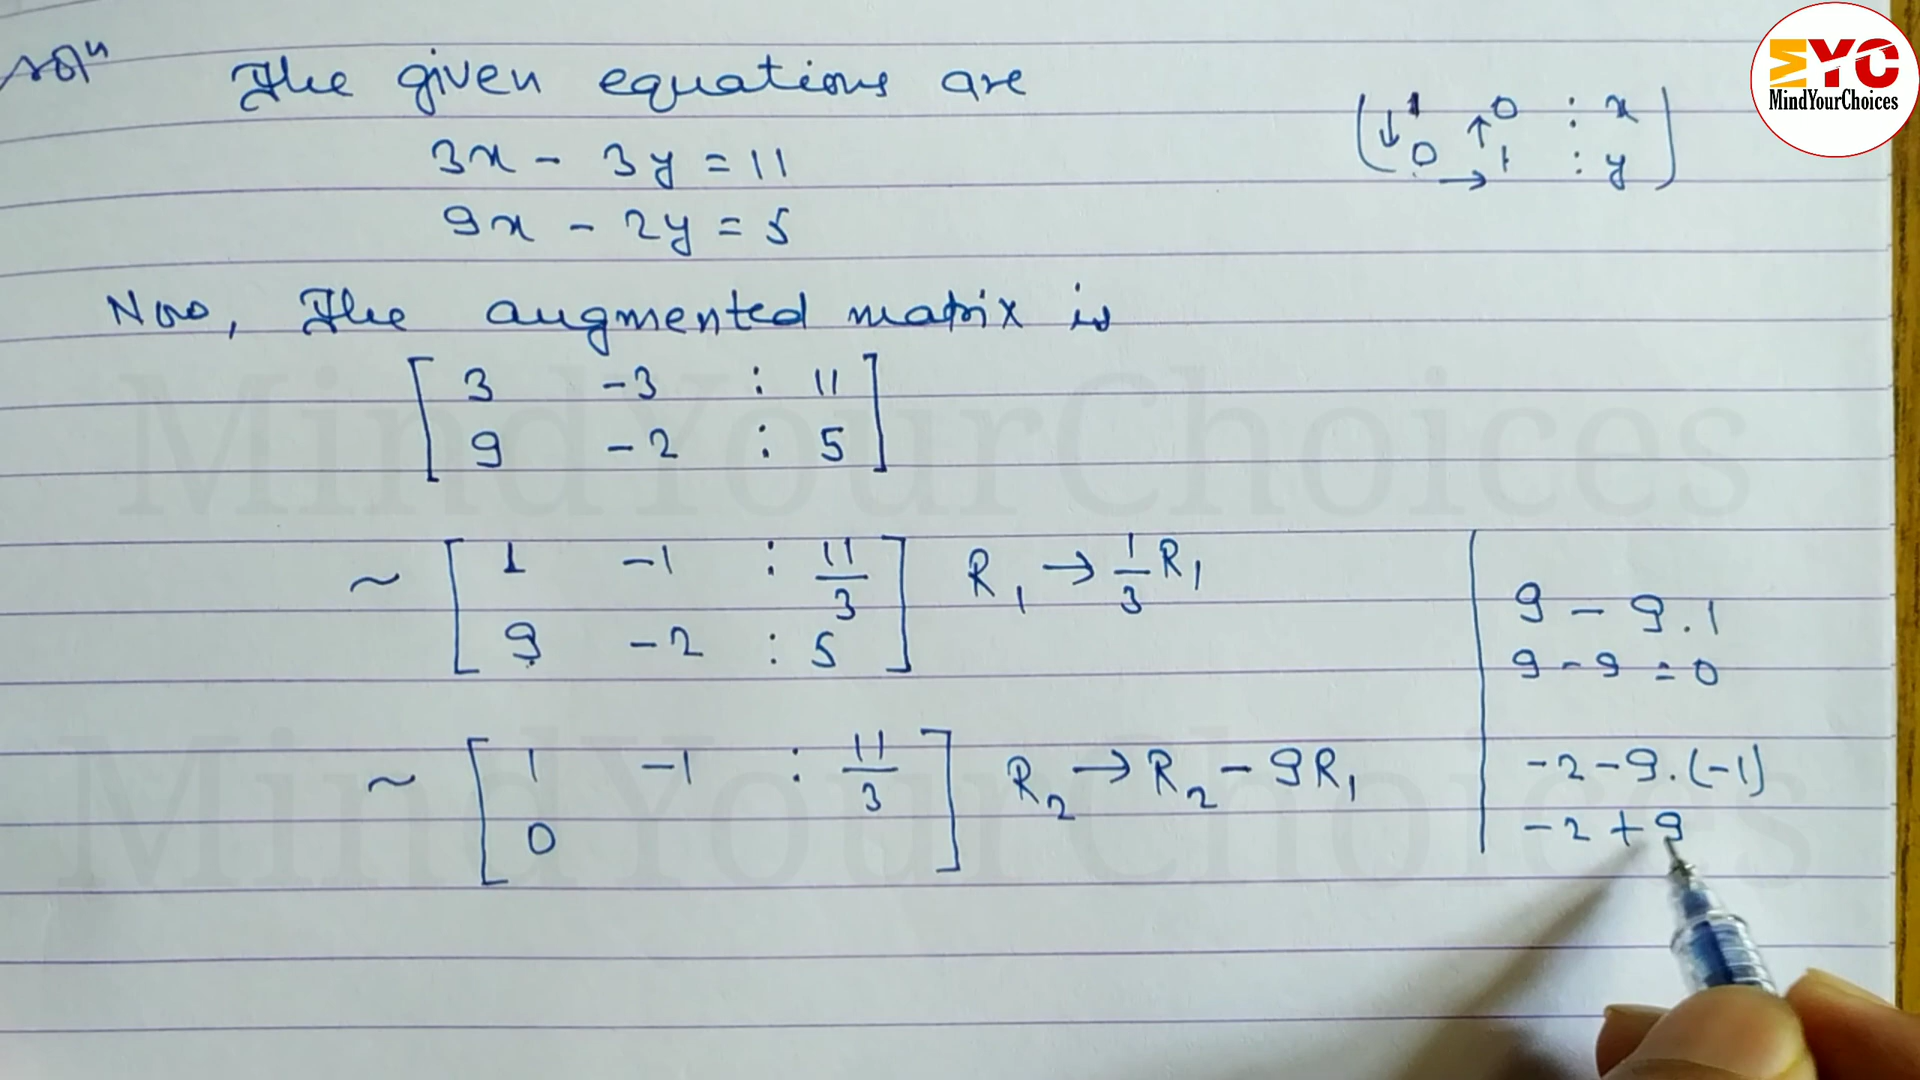 Solⁿ The given equations are
3x - 3y = 11
9x - 2y = 5
( ↓ 1 ↑ 0 : x
0 → 1 : y )
Now, The augmented matrix is
[ 3 -3 : 11
9 -2 : 5 ]
~ [ 1 -1 : 11/3
9 -2 : 5 ] R₁ → 1/3 R₁
9 - 9.1
9 - 9 = 0
~ [ 1 -1 : 11/3
0 ] R₂ → R₂ - 9R₁
-2 - 9.(-1)
-2 + 9
MYC
MindYourChoices
MindYourChoices
MindYourChoices